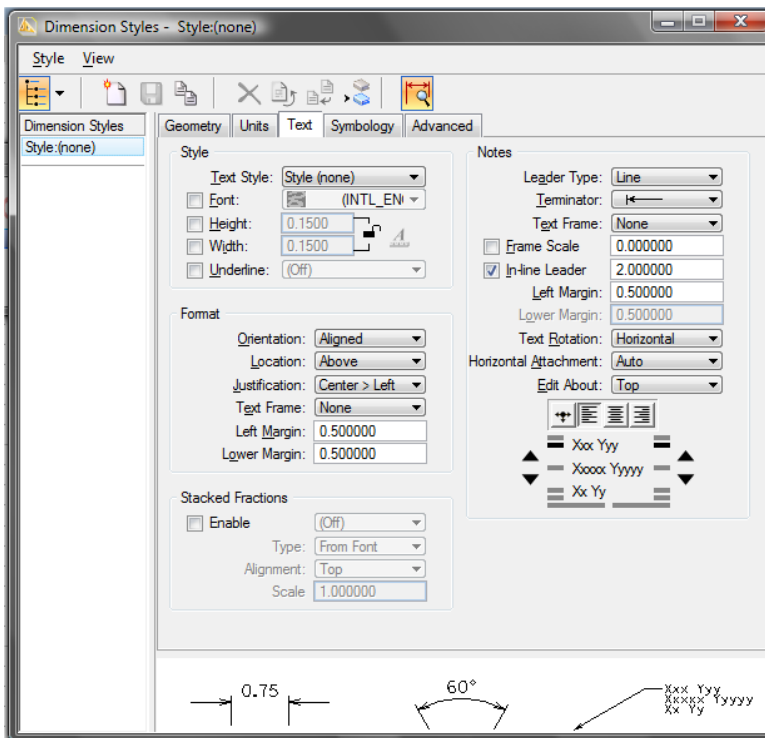 Dimension Styles - Style:(none)
Style View
Dimension Styles
Style:(none)
Geometry Units Text Symbology Advanced
Style
Text Style: Style (none)
Font: (INTL_EN
Height: 0.1500
Width: 0.1500
Underline: (Off)
Format
Orientation: Aligned
Location: Above
Justification: Center > Left
Text Frame: None
Left Margin: 0.500000
Lower Margin: 0.500000
Stacked Fractions
Enable (Off)
Type: From Font
Alignment: Top
Scale 1.000000
Notes
Leader Type: Line
Terminator:
Text Frame: None
Frame Scale 0.000000
In-line Leader 2.000000
Left Margin: 0.500000
Lower Margin: 0.500000
Text Rotation: Horizontal
Horizontal Attachment: Auto
Edit About: Top
Xxx Yyy
Xxxxx Yyyyy
Xx Yy
0.75
60°
Xxx Yyy
Xxxxx Yyyyy
Xx Yy